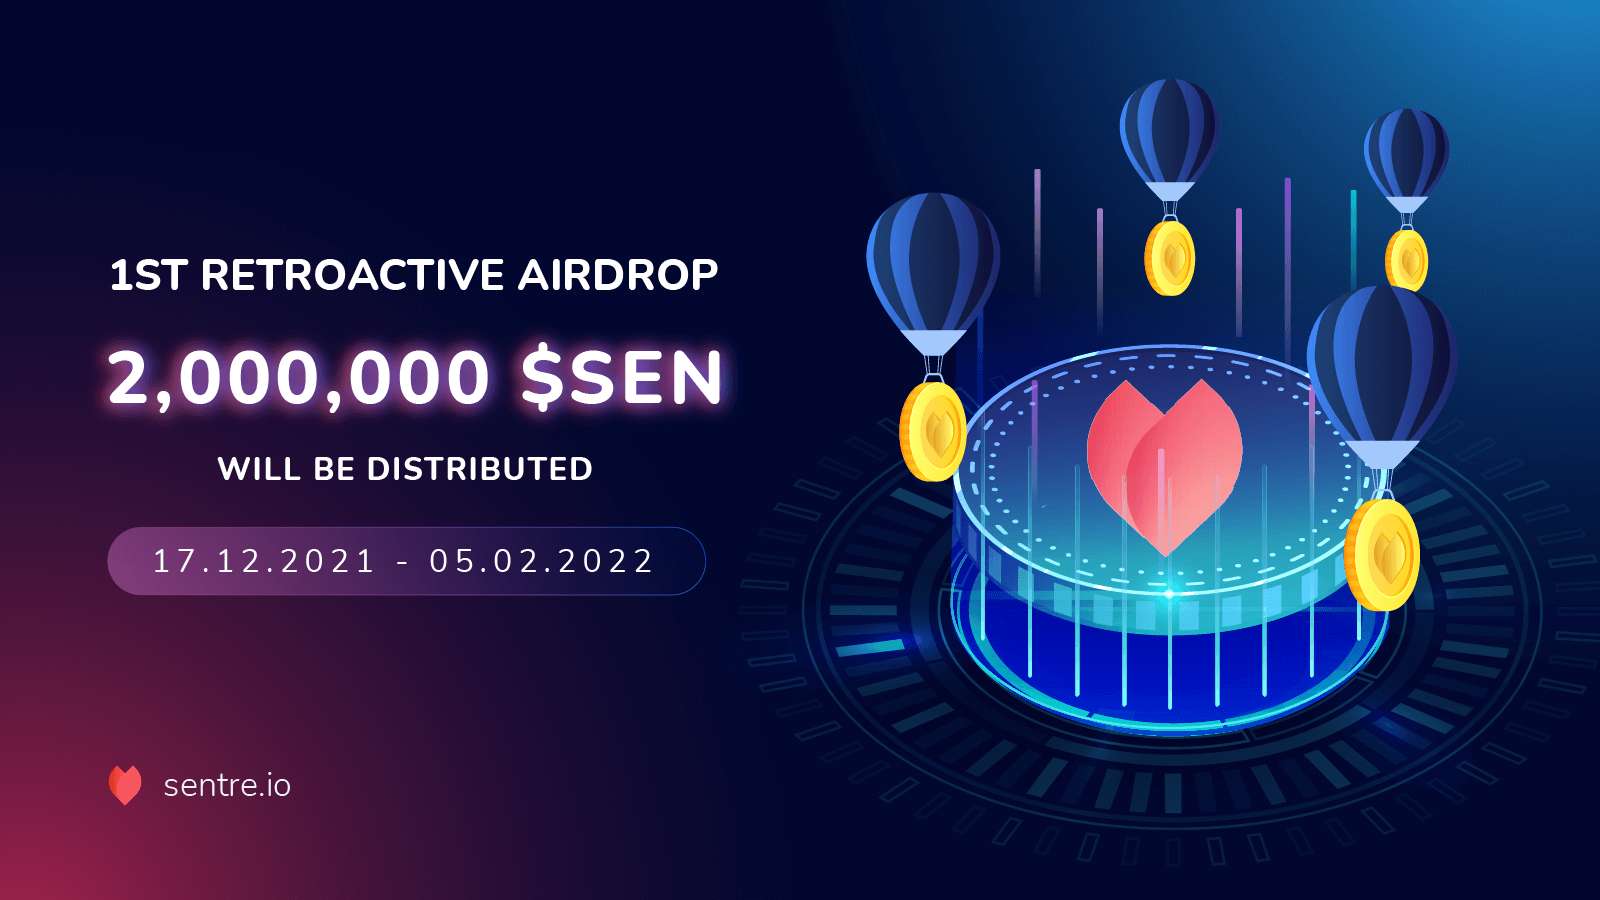 1ST RETROACTIVE AIRDROP
2,000,000 $SEN
WILL BE DISTRIBUTED
17.12.2021 - 05.02.2022
sentre.io